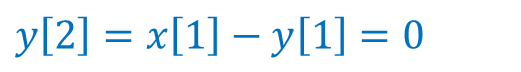 y[2] = x[1] − y[1] = 0